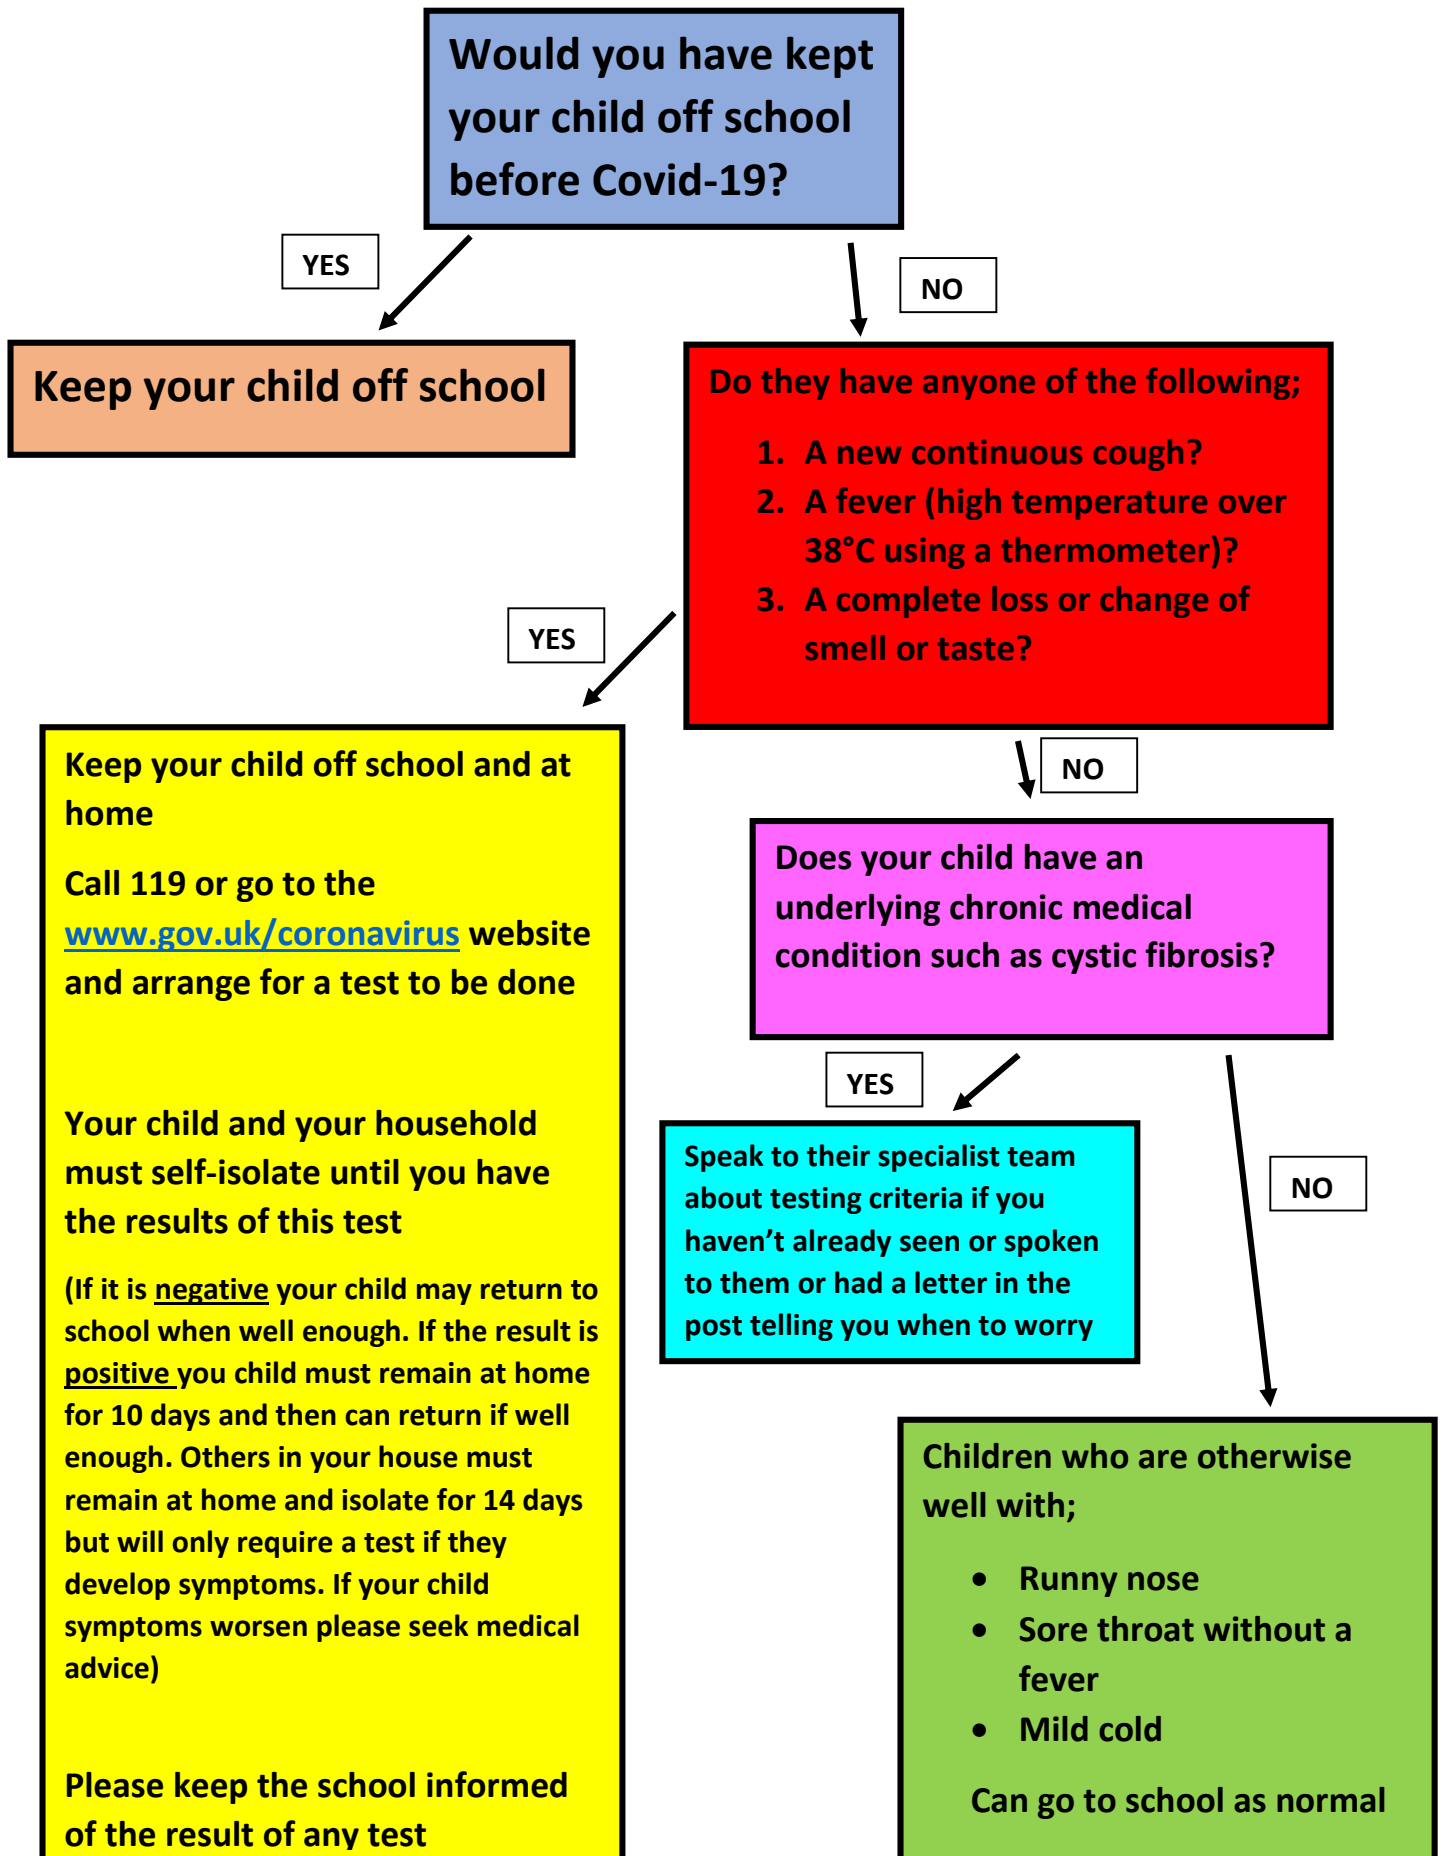 Would you have kept
your child off school
before Covid-19?
YES
NO
Keep your child off school
Do they have anyone of the following;
1. A new continuous cough?
2. A fever (high temperature over
38°C using a thermometer)?
3. A complete loss or change of
smell or taste?
YES
NO
Keep your child off school and at
home
Call 119 or go to the
www.gov.uk/coronavirus website
and arrange for a test to be done
Your child and your household
must self-isolate until you have
the results of this test
(If it is negative your child may return to
school when well enough. If the result is
positive you child must remain at home
for 10 days and then can return if well
enough. Others in your house must
remain at home and isolate for 14 days
but will only require a test if they
develop symptoms. If your child
symptoms worsen please seek medical
advice)
Please keep the school informed
of the result of any test
Does your child have an
underlying chronic medical
condition such as cystic fibrosis?
YES
NO
Speak to their specialist team
about testing criteria if you
haven't already seen or spoken
to them or had a letter in the
post telling you when to worry
Children who are otherwise
well with;
• Runny nose
• Sore throat without a
fever
• Mild cold
Can go to school as normal